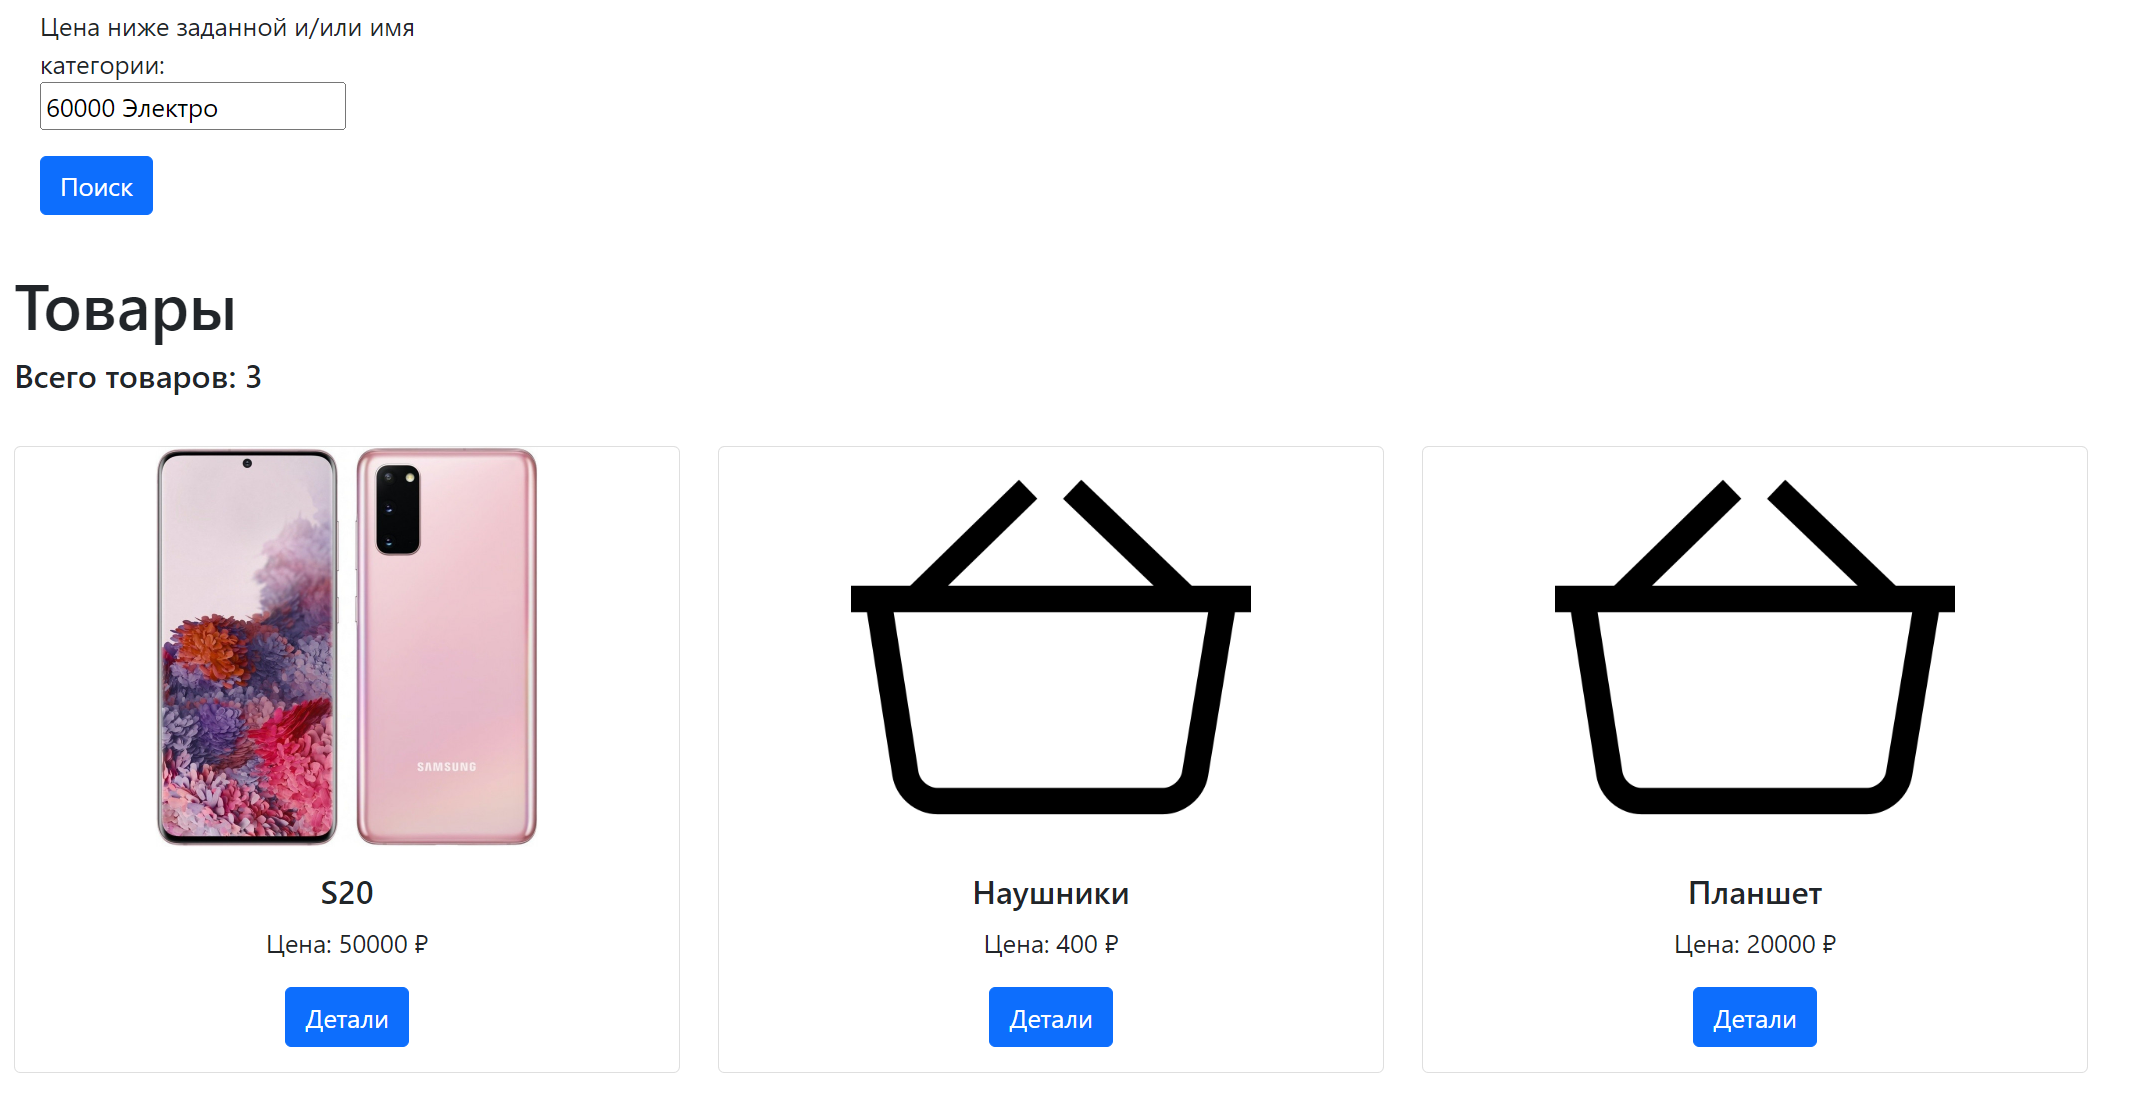 Цена ниже заданной и/или имя
категории:
60000 Электро
Поиск
Товары
Всего товаров: 3
SAMSUNG
S20
Цена: 50000 ₽
Детали
Наушники
Цена: 400 ₽
Детали
Планшет
Цена: 20000 ₽
Детали